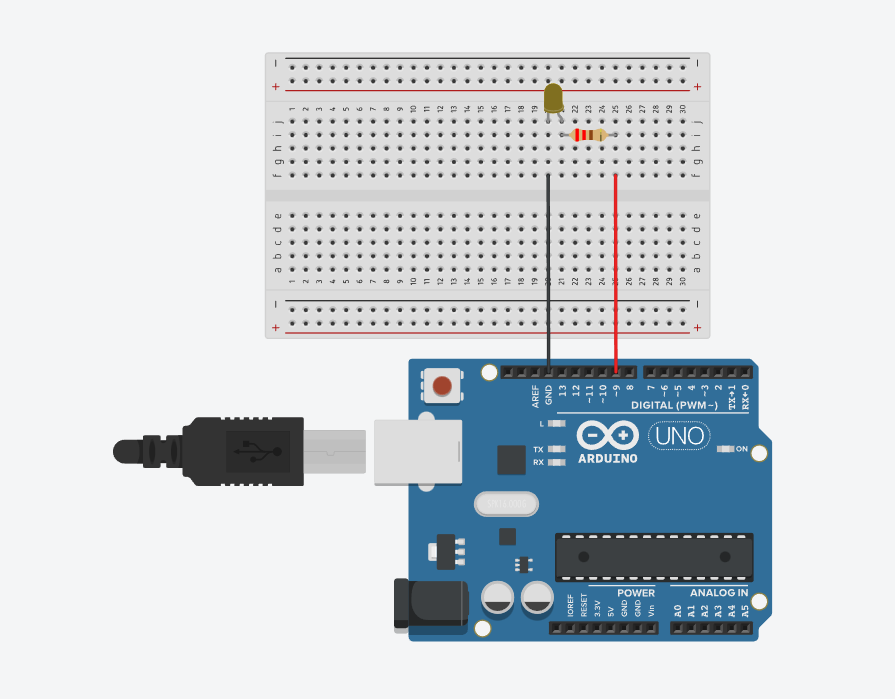 − −
+ +
1 2 3 4 5 6 7 8 9 10 11 12 13 14 15 16 17 18 19 21 22 23 24 25 26 27 28 29 30
j j
i i
h h
g g
f f
e e
d d
c c
b b
a a
1 2 3 4 5 6 7 8 9 10 11 12 13 14 15 16 17 18 19 20 21 22 23 24 25 26 27 28 29 30
− −
+ +
AREF GND 13 12 ~11 ~10 ~9 8 7 ~6 ~5 4 ~3 2 TX→1 RX←0
DIGITAL (PWM~)
L
TX
RX
ARDUINO
UNO
ON
POWER
ANALOG IN
IOREF RESET 3.3V 5V GND GND Vin A0 A1 A2 A3 A4 A5